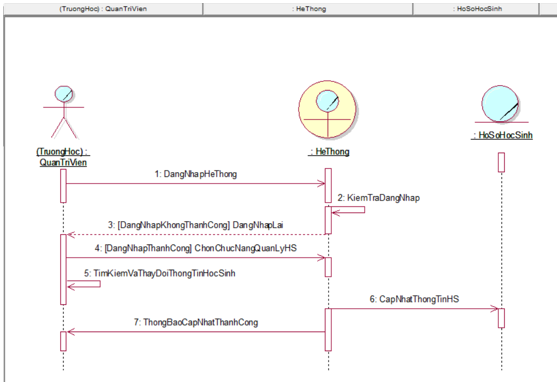 (TruongHoc) : QuanTriVien
: HeThong
: HoSoHocSinh
(TruongHoc) :
QuanTriVien
: HeThong
: HoSoHocSinh
1: DangNhapHeThong
2: KiemTraDangNhap
3: [DangNhapKhongThanhCong] DangNhapLai
4: [DangNhapThanhCong] ChonChucNangQuanLyHS
5: TimKiemVaThayDoiThongTinHocSinh
6: CapNhatThongTinHS
7: ThongBaoCapNhatThanhCong